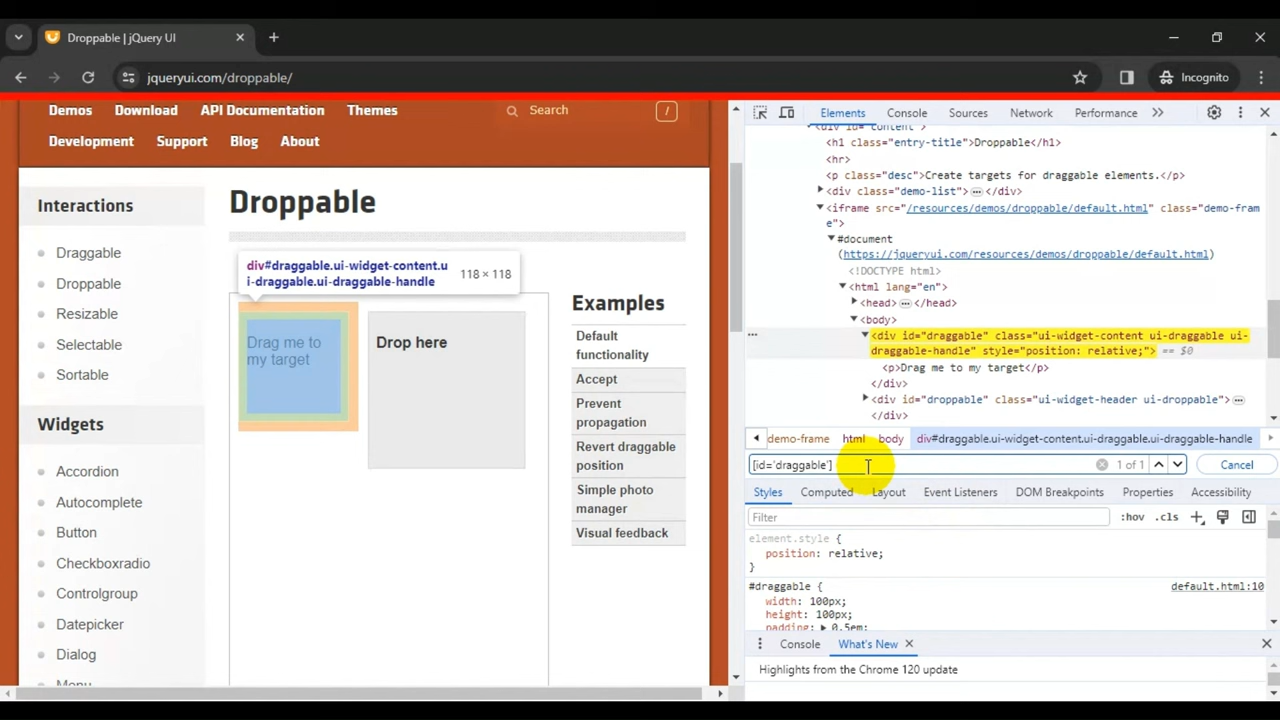 Droppable | jQuery UI
jqueryui.com/droppable/
Incognito
Demos Download API Documentation Themes
Search /
Development Support Blog About
Interactions
Draggable
Droppable
Resizable
Selectable
Sortable
Widgets
Accordion
Autocomplete
Button
Checkboxradio
Controlgroup
Datepicker
Dialog
Menu
Droppable
div#draggable.ui-widget-content.u
i-draggable.ui-draggable-handle
118 × 118
Drag me to
my target
Drop here
Examples
Default
functionality
Accept
Prevent
propagation
Revert draggable
position
Simple photo
manager
Visual feedback
Elements Console Sources Network Performance
<div id="content">
<h1 class="entry-title">Droppable</h1>
<hr>
<p class="desc">Create targets for draggable elements.</p>
<div class="demo-list"> … </div>
<iframe src="/resources/demos/droppable/default.html" class="demo-fram
e">
#document
(https://jqueryui.com/resources/demos/droppable/default.html)
<!DOCTYPE html>
<html lang="en">
<head> … </head>
<body>
<div id="draggable" class="ui-widget-content ui-draggable ui-
draggable-handle" style="position: relative;"> == $0
<p>Drag me to my target</p>
</div>
<div id="droppable" class="ui-widget-header ui-droppable"> …
</div>
demo-frame html body div#draggable.ui-widget-content.ui-draggable.ui-draggable-handle
[id='draggable'] 1 of 1 Cancel
Styles Computed Layout Event Listeners DOM Breakpoints Properties Accessibility
Filter :hov .cls
element.style {
position: relative;
}
#draggable { default.html:10
width: 100px;
height: 100px;
padding: 0.5em;
Console What's New
Highlights from the Chrome 120 update